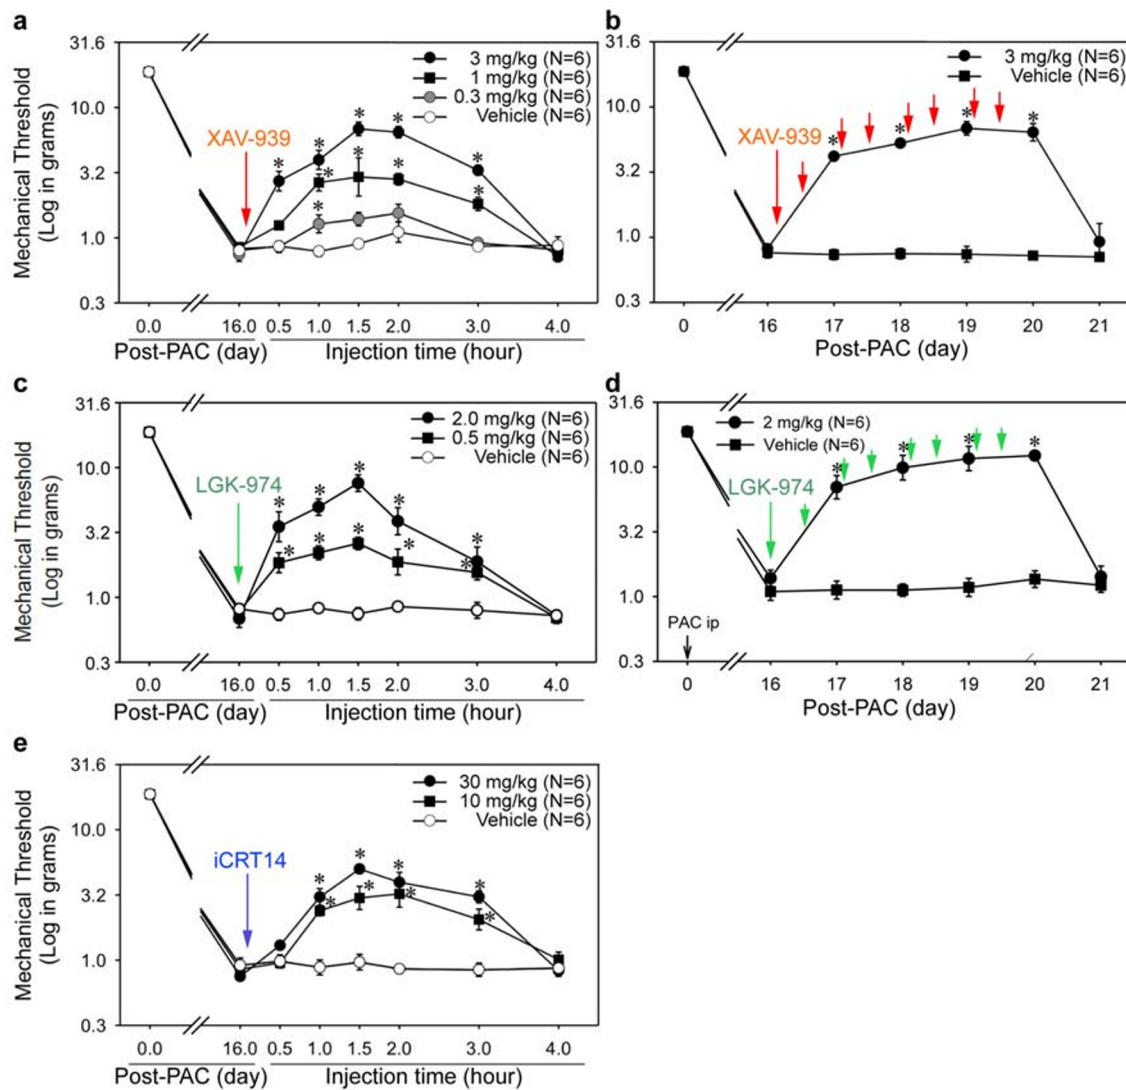 a
31.6
10.0
3.2
1.0
0.3
Mechanical Threshold
(Log in grams)
3 mg/kg (N=6)
1 mg/kg (N=6)
0.3 mg/kg (N=6)
Vehicle (N=6)
XAV-939
* * * * * * * * * * *
0.0 16.0 0.5 1.0 1.5 2.0 3.0 4.0
Post-PAC (day) Injection time (hour)
b
31.6
10.0
3.2
1.0
0.3
3 mg/kg (N=6)
Vehicle (N=6)
XAV-939
* * * *
0 16 17 18 19 20 21
Post-PAC (day)
c
31.6
10.0
3.2
1.0
0.3
Mechanical Threshold
(Log in grams)
2.0 mg/kg (N=6)
0.5 mg/kg (N=6)
Vehicle (N=6)
LGK-974
* * * * * * * * * *
0.0 16.0 0.5 1.0 1.5 2.0 3.0 4.0
Post-PAC (day) Injection time (hour)
d
31.6
10.0
3.2
1.0
0.3
2 mg/kg (N=6)
Vehicle (N=6)
LGK-974
* * * *
PAC ip
0 16 17 18 19 20 21
Post-PAC (day)
e
31.6
10.0
3.2
1.0
0.3
Mechanical Threshold
(Log in grams)
30 mg/kg (N=6)
10 mg/kg (N=6)
Vehicle (N=6)
iCRT14
* * * * * * * *
0.0 16.0 0.5 1.0 1.5 2.0 3.0 4.0
Post-PAC (day) Injection time (hour)